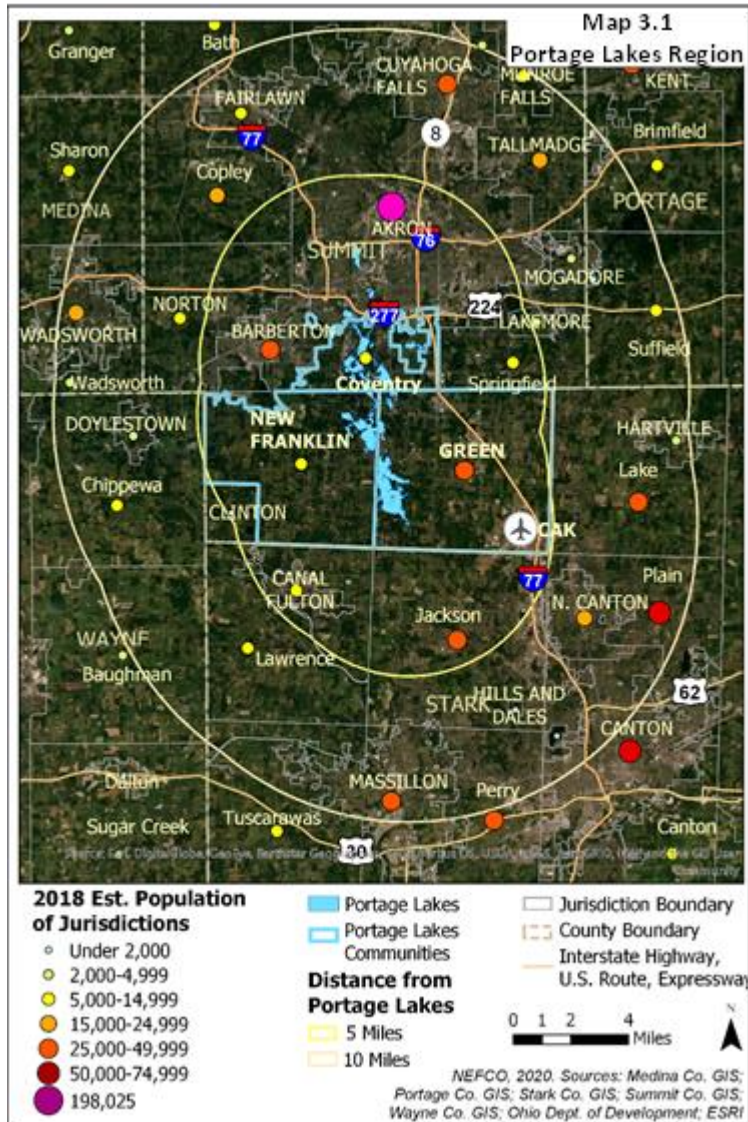 Map 3.1
Portage Lakes Region
Granger
Bath
CUYAHOGA
FALLS
MUNROE
FALLS
KENT
FAIRLAWN
77
8
TALLMADGE
Brimfield
Sharon
Copley
MEDINA
PORTAGE
AKRON
76
SUMMIT
MOGADORE
NORTON
277
224
LAKEMORE
WADSWORTH
BARBERTON
Suffield
Wadsworth
Coventry
Springfield
DOYLESTOWN
NEW
FRANKLIN
GREEN
HARTVILLE
Lake
Chippewa
CLINTON
CAK
77
CANAL
FULTON
Plain
N. CANTON
Jackson
WAYNE
Baughman
Lawrence
STARK
HILLS AND
DALES
62
CANTON
Dalton
MASSILLON
Perry
Sugar Creek
Tuscarawas
30
Canton
Community
2018 Est. Population
of Jurisdictions
Under 2,000
2,000-4,999
5,000-14,999
15,000-24,999
25,000-49,999
50,000-74,999
198,025
Portage Lakes
Portage Lakes
Communities
Distance from
Portage Lakes
5 Miles
10 Miles
Jurisdiction Boundary
County Boundary
Interstate Highway,
U.S. Route, Expressway
0 1 2 4
Miles
N
NEFCO, 2020. Sources: Medina Co. GIS;
Portage Co. GIS; Stark Co. GIS; Summit Co. GIS;
Wayne Co. GIS; Ohio Dept. of Development; ESRI